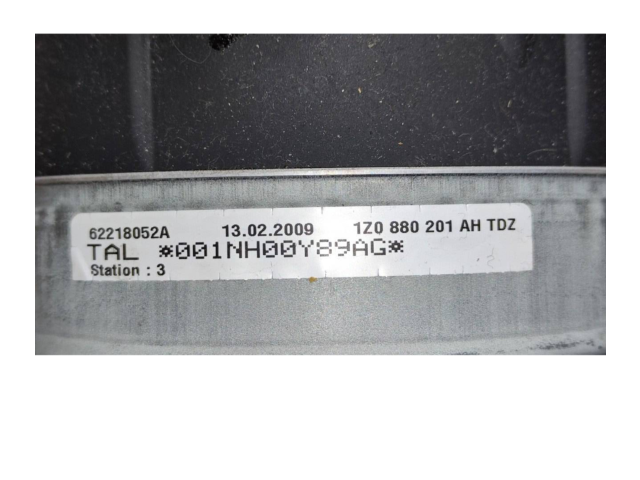 62218052A 13.02.2009 1Z0 880 201 AH TDZ
TAL *001NH00Y89AG*
Station : 3